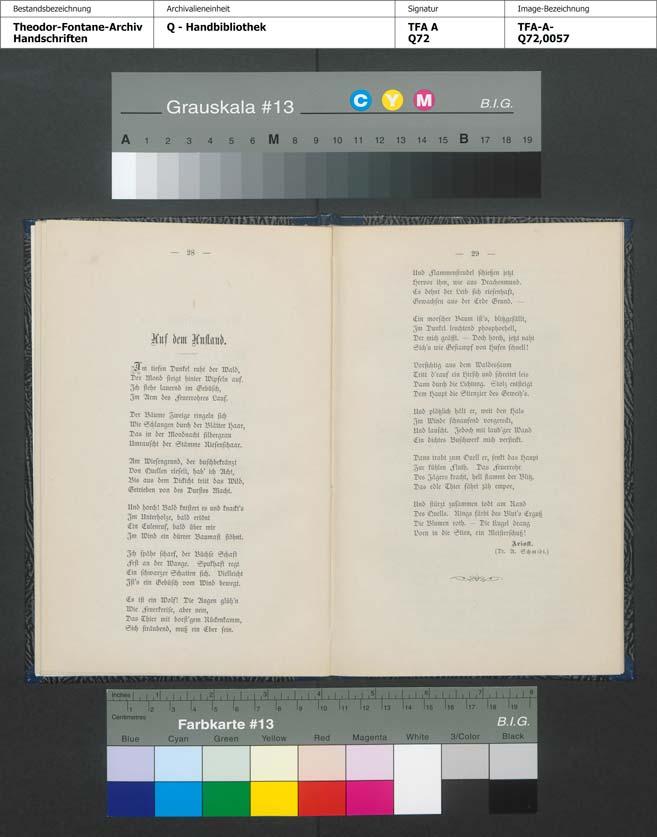 Bestandsbezeichnung
Theodor-Fontane-Archiv
Handschriften
Archivalieneinheit
Q - Handbibliothek
Signatur
TFA A
Q72
Image-Bezeichnung
TFA-A-
Q72,0057
Grauskala #13
C Y M
B.I.G.
A 1 2 3 4 5 6 M 8 9 10 11 12 13 14 15 B 17 18 19
— 28 —
Auf dem Anstand.
Im tiefen Dunkel ruht der Wald,
Der Mond steigt hinter Wipfeln auf.
Ich stehe lauernd im Gebüsch,
Im Arm des Feuerrohres Lauf.
Der Bäume Zweige ringeln sich
Wie Schlangen durch der Blätter Haar,
Das in der Mondnacht silbergrau
Umrauscht der Stämme Riesenschaar.
Am Wiesengrund, der buschbekränzt
Von Quellen rieselt, hab' ich Acht,
Bis aus dem Dickicht tritt das Wild,
Getrieben von des Durstes Macht.
Und horch! Bald knistert es und knackt's
Im Unterholze, bald ertönt
Ein Eulenruf, bald über mir
Im Wind ein dürrer Baumast stöhnt.
Ich spähe scharf, der Büchse Schaft
Fest an der Wange. Spukhaft regt
Ein schwarzer Schatten sich. Vielleicht
Ist's ein Gebüsch vom Wind bewegt.
Es ist ein Wolf! Die Augen glüh'n
Wie Feuerkreise, aber nein,
Das Thier mit borst'gem Rückenkamm,
Sich sträubend, muß ein Eber sein.
— 29 —
Und Flammenstrudel schießen jetzt
Hervor ihm, wie aus Drachenmund.
Es dehnt der Leib sich riesenhaft,
Gewachsen aus der Erde Grund. —
Ein morscher Baum ist's, blitzgefällt,
Im Dunkel leuchtend phosphorhell,
Der mich geäfft. — Doch horch, jetzt naht
Sich's wie Gestampf von Hufen schnell!
Vorsichtig aus dem Waldessaum
Tritt d'rauf ein Hirsch und schreitet leis
Dann durch die Lichtung. Stolz entsteigt
Dem Haupt die Stirnzier des Geweih's.
Und plötzlich hält er, weit den Hals
Im Winde schnaufend vorgereckt,
Und lauscht. Jedoch mit laub'ger Wand
Ein dichtes Buschwerk mich versteckt.
Dann trabt zum Quell er, senkt das Haupt
Zur kühlen Fluth. Das Feuerrohr
Des Jägers kracht, hell flammt der Blitz,
Das edle Thier fährt jäh empor,
Und stürzt zusammen todt am Rand
Des Quells. Rings färbt des Blut's Erguß
Die Blumen roth. — Die Kugel drang
Vorn in die Stirn, ein Meisterschuß!
Ariost.
(Dr. A. Schmidt.)
Inches 1 2 3 4 5 6 7 8
1 2 3 4 5 6 7 8 9 10 11 12 13 14 15 16 17 18 19
Centimetres
Farbkarte #13
B.I.G.
Blue Cyan Green Yellow Red Magenta White 3/Color Black